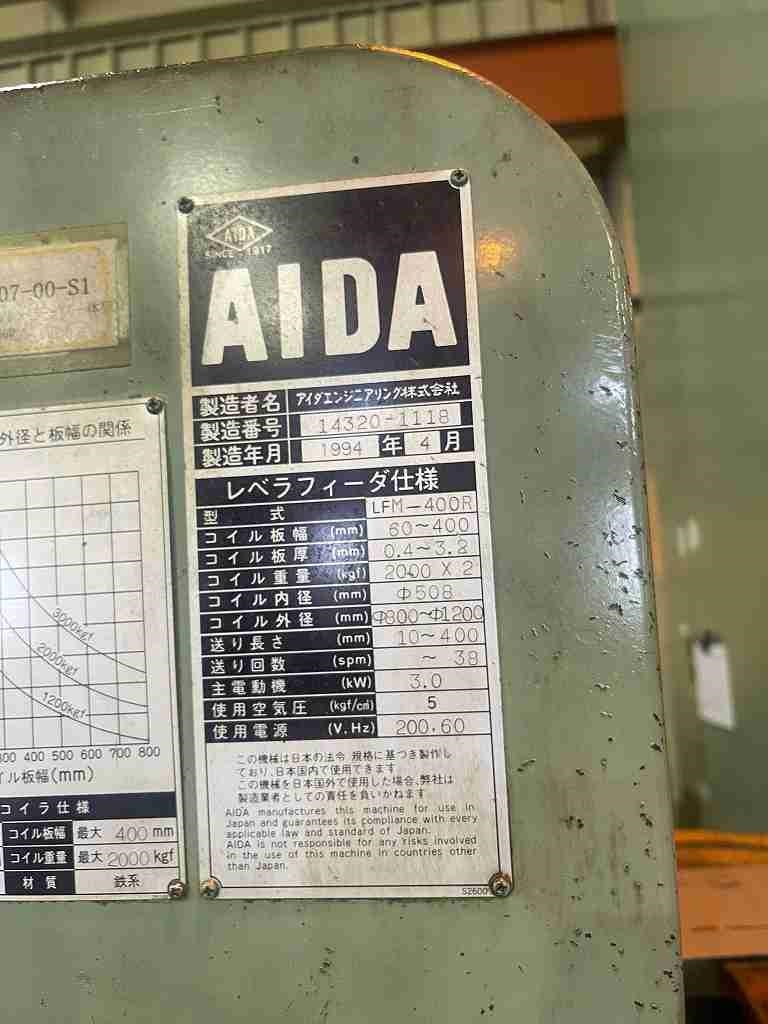 07-00-S1
外径と板幅の関係
3000kgf
2000kgf
1200kgf
300 400 500 600 700 800
イル板幅(mm)
コイラ仕様
コイル板幅 最大 400 mm
コイル重量 最大 2000 kgf
材質 鉄系
AIDA
SINCE 1917
AIDA
製造者名 アイダエンジニアリング株式会社
製造番号 14320-1118
製造年月 1994 年 4 月
レベラフィーダ仕様
型式 LFM-400R
コイル板幅 (mm) 60~400
コイル板厚 (mm) 0.4~3.2
コイル重量 (kgf) 2000 X 2
コイル内径 (mm) Φ508
コイル外径 (mm) Φ800~Φ1200
送り長さ (mm) 10~400
送り回数 (spm) ~ 38
主電動機 (kW) 3.0
使用空気圧 (kgf/c㎡) 5
使用電源 (V.Hz) 200.60
この機械は日本の法令、規格に基づき製作し
ており、日本国内で使用できます
この機械を日本国外で使用した場合、弊社は
製造業者としての責任を負いかねます
AIDA manufactures this machine for use in
Japan and guarantees its compliance with every
applicable law and standard of Japan.
AIDA is not responsible for any risks involved
in the use of this machine in countries other
than Japan.
S2600